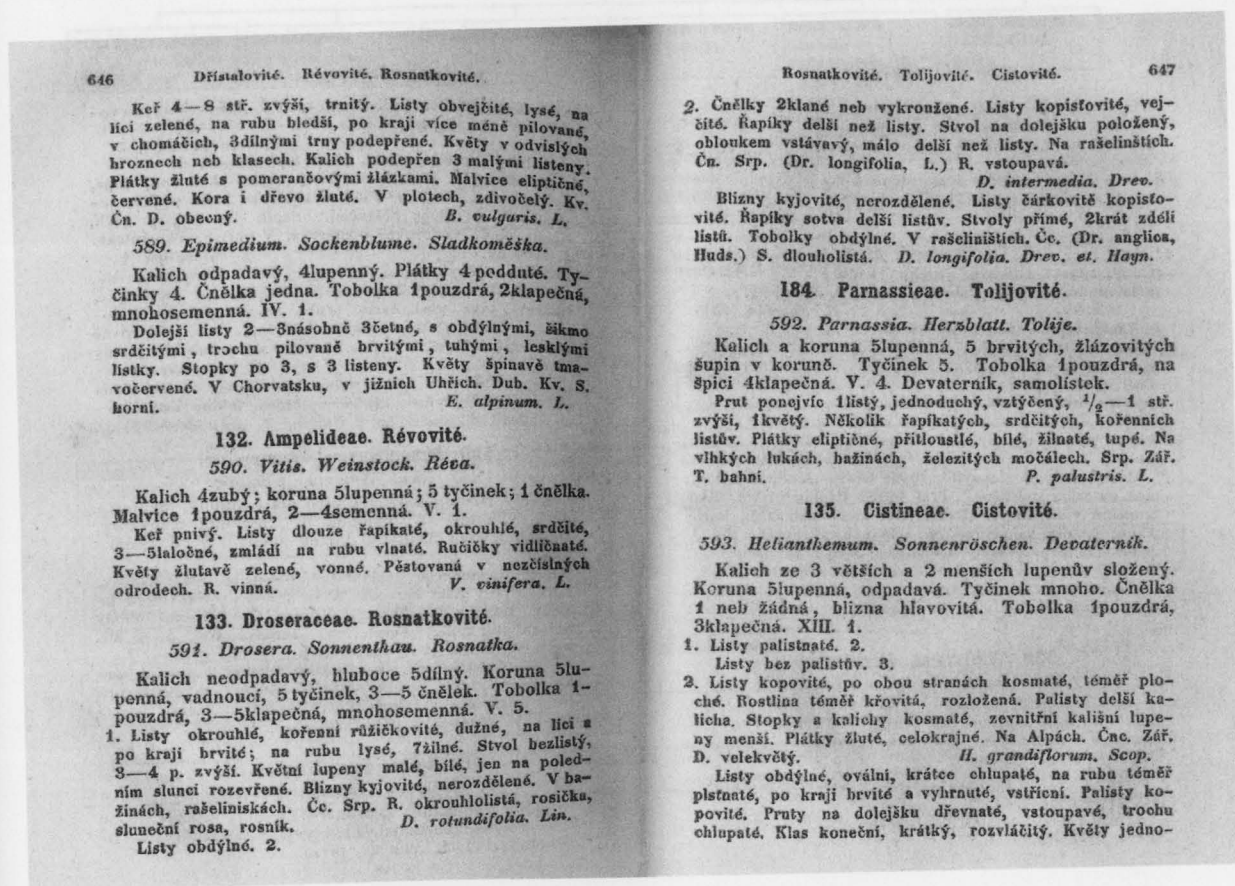 646
Dřístalovité. Révovité. Rosnatkovité.
Keř 4—8 stř. zvýší, trnitý. Listy obvejčité, lysé, na
líci zelené, na rubu bledší, po kraji více méně pilované,
v chomáčích, 3dílnými trny podepřené. Květy v odvislých
hroznech neb klasech. Kalich podepřen 3 malými listeny.
Plátky žluté s pomerančovými žlázkami. Malvice eliptičné,
červené. Kora i dřevo žluté. V plotech, zdivočelý. Kv.
Čn. D. obecný. B. vulgaris. L.
589. Epimedium. Sockenblume. Sladkoměška.
Kalich odpadavý, 4lupenný. Plátky 4 podduté. Ty-
činky 4. Čnělka jedna. Tobolka 1pouzdrá, 2klapečná,
mnohosemenná. IV. 1.
Dolejší listy 2—3násobně 3četné, s obdýlnými, šikmo
srdčitými, trochu pilovaně brvitými, tuhými, lesklými
lístky. Stopky po 3, s 3 listeny. Květy špinavě tma-
vočervené. V Chorvatsku, v jižních Uhřích. Dub. Kv. S.
horní. E. alpinum. L.
132. Ampelideae. Révovité.
590. Vitis. Weinstock. Réva.
Kalich 4zubý; koruna 5lupenná; 5 tyčinek; 1 čnělka.
Malvice 1pouzdrá, 2—4semenná. V. 1.
Keř pnivý. Listy dlouze řapíkaté, okrouhlé, srdčité,
3—5laločné, zmládí na rubu vlnaté. Ručičky vidličnaté.
Květy žlutavě zelené, vonné. Pěstovaná v nezčíslných
odrodech. R. vinná. V. vinifera. L.
133. Droseraceae. Rosnatkovité.
591. Drosera. Sonnenthau. Rosnatka.
Kalich neodpadavý, hluboce 5dílný. Koruna 5lu-
penná, vadnoucí, 5 tyčinek, 3—5 čnělek. Tobolka 1-
pouzdrá, 3—5klapečná, mnohosemenná. V. 5.
1. Listy okrouhlé, kořenní růžičkovité, dužné, na líci a
po kraji brvité; na rubu lysé, 7žilné. Stvol bezlistý,
3—4 p. zvýší. Květní lupeny malé, bílé, jen na poled-
ním slunci rozevřené. Blizny kyjovité, nerozdělené. V ba-
žinách, rašeliniskách. Čc. Srp. R. okrouhlolistá, rosička,
sluneční rosa, rosník. D. rotundifolia. Lin.
Listy obdýlné. 2.
Rosnatkovité. Tolijovité. Cistovité.
647
2. Čnělky 2klané neb vykroužené. Listy kopisťovité, vej-
čité. Řapíky delší než listy. Stvol na dolejšku položený,
obloukem vstávavý, málo delší než listy. Na rašelinštích.
Čn. Srp. (Dr. longifolia, L.) R. vstoupavá.
D. intermedia. Drev.
Blizny kyjovité, nerozdělené. Listy čárkovitě kopisťo-
vité. Řapíky sotva delší listův. Stvoly přímé, 2krát zdélí
listů. Tobolky obdýlné. V rašeliništích. Čc. (Dr. anglica,
Huds.) S. dlouholistá. D. longifolia. Drev. et. Hayn.
184. Parnassieae. Tolijovité.
592. Parnassia. Herzblatt. Tolije.
Kalich a koruna 5lupenná, 5 brvitých, žlázovitých
šupin v koruně. Tyčinek 5. Tobolka 1pouzdrá, na
špici 4klapečná. V. 4. Devaterník, samolístek.
Prut ponejvíc 1listý, jednoduchý, vztýčený, 1/2—1 stř.
zvýší, 1květý. Několik řapíkatých, srdčitých, kořenních
listův. Plátky eliptičné, přitloustlé, bílé, žilnaté, tupé. Na
vlhkých lukách, bažinách, železitých močálech. Srp. Zář.
T. bahní. P. palustris. L.
135. Cistineae. Cistovité.
593. Helianthemum. Sonnenröschen. Devaterník.
Kalich ze 3 větších a 2 menších lupenův složený.
Koruna 5lupenná, odpadavá. Tyčinek mnoho. Čnělka
1 neb žádná, blizna hlavovitá. Tobolka 1pouzdrá,
3klapečná. XIII. 1.
1. Listy palistnaté. 2.
Listy bez palistův. 3.
2. Listy kopovité, po obou stranách kosmaté, téměř plo-
ché. Rostlina téměř křovitá, rozložená. Palisty delší ka-
licha. Stopky a kalichy kosmaté, zevnitřní kališní lupe-
ny menší. Plátky žluté, celokrajné. Na Alpách. Čnc. Zář.
D. velekvětý. H. grandiflorum. Scop.
Listy obdýlné, ovální, krátce chlupaté, na rubu téměř
plstnaté, po kraji brvité a vyhrnuté, vstřícní. Palisty ko-
povité. Pruty na dolejšku dřevnaté, vstoupavé, trochu
chlupaté. Klas koneční, krátký, rozvláčitý. Květy jedno-